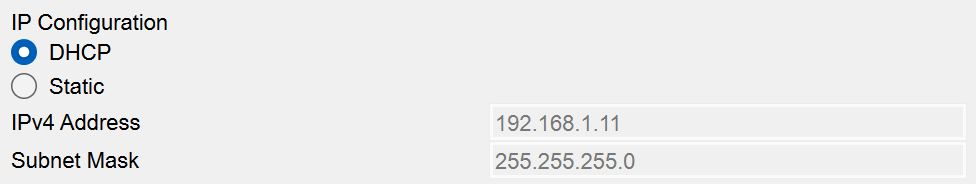 IP Configuration
DHCP
Static
IPv4 Address 192.168.1.11
Subnet Mask 255.255.255.0